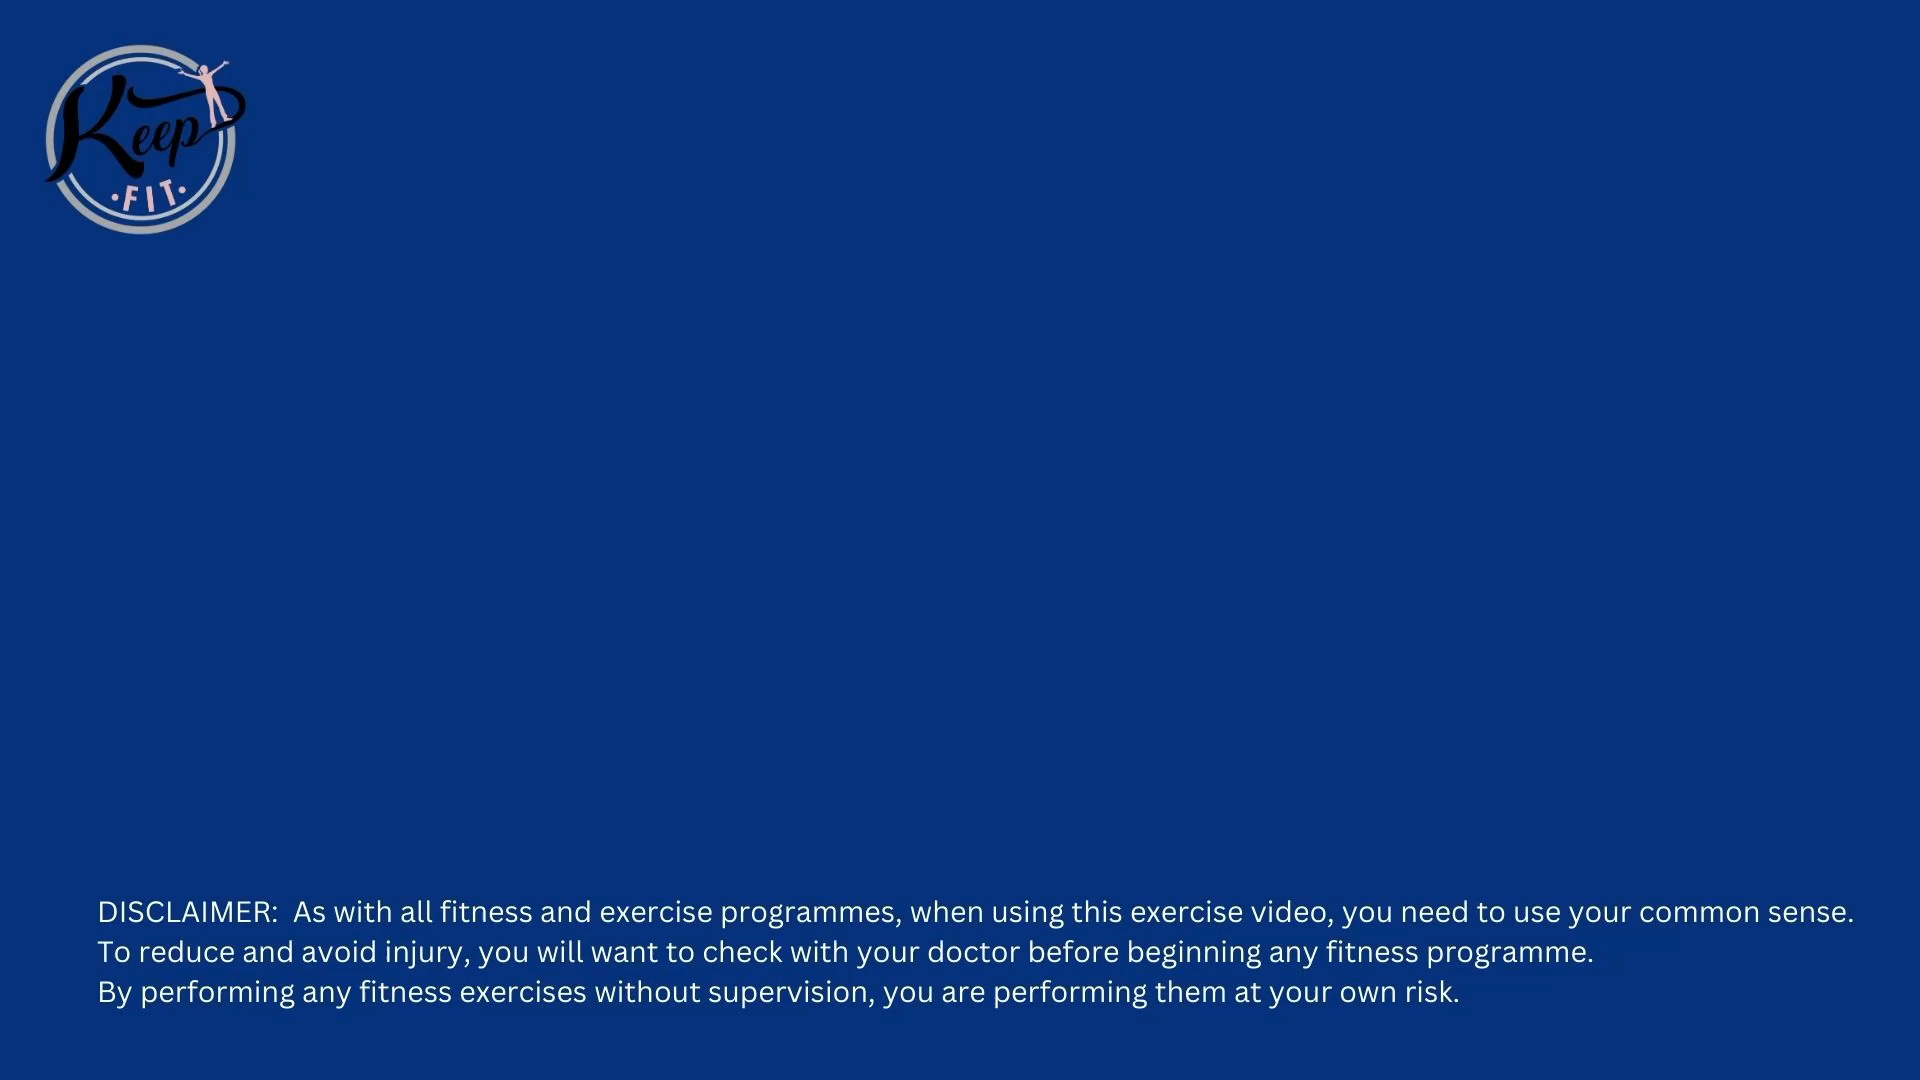 Keep
FIT
DISCLAIMER: As with all fitness and exercise programmes, when using this exercise video, you need to use your common sense.
To reduce and avoid injury, you will want to check with your doctor before beginning any fitness programme.
By performing any fitness exercises without supervision, you are performing them at your own risk.